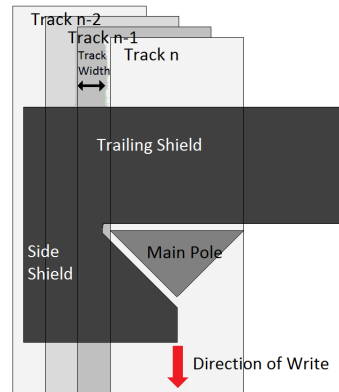 Track n-2
Track n-1
Track
Width
Track n
Trailing Shield
Side
Shield
Main Pole
Direction of Write